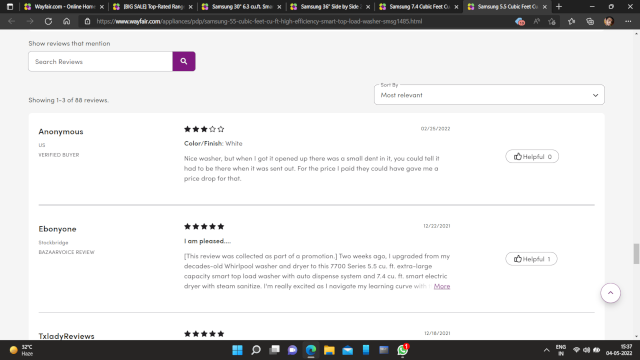 Wayfair.com - Online Home
[BIG SALE] Top-Rated Rang
Samsung 30" 6.3 cu.ft. Sme
Samsung 36" Side by Side 2
Samsung 7.4 Cubic Feet Cu
Samsung 5.5 Cubic Feet Cu
https://www.wayfair.com/appliances/pdp/samsung-55-cubic-feet-cu-ft-high-efficiency-smart-top-load-washer-smsg1485.html
Show reviews that mention
Search Reviews
Sort By
Most relevant
Showing 1-3 of 88 reviews.
Anonymous
02/25/2022
US
VERIFIED BUYER
Color/Finish: White
Nice washer, but when I got it opened up there was a small dent in it, you could tell it
had to be there when it was sent out. For the price I paid they could have gave me a
price drop for that.
Helpful 0
Ebonyone
12/22/2021
Stockbridge
BAZAARVOICE REVIEW
I am pleased....
[This review was collected as part of a promotion.] Two weeks ago, I upgraded from my
decades-old Whirlpool washer and dryer to this 7700 Series 5.5 cu. ft. extra-large
capacity smart top load washer with auto dispense system and 7.4 cu. ft. smart electric
dryer with steam sanitize. I'm really excited as I navigate my learning curve with
More
Helpful 1
TxladyReviews
12/18/2021
32°C
Haze
ENG
IN
15:37
04-05-2022